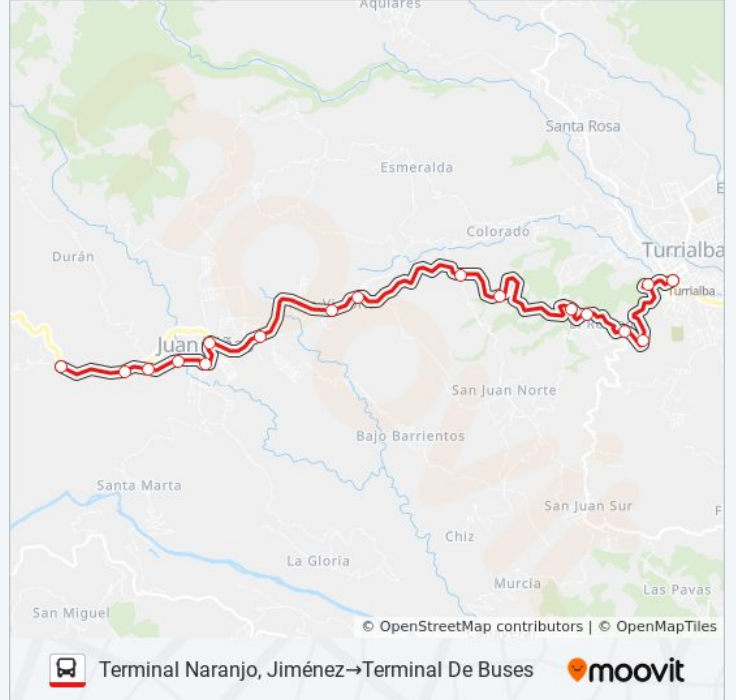 Aquiares
Santa Rosa
Esmeralda
Colorado
Durán
Turrialba
Turrialba
San Juan Norte
Bajo Barrientos
Santa Marta
San Juan Sur
Chiz
La Gloria
Murcia
Las Pavas
San Miguel
© OpenStreetMap contributors | © OpenMapTiles
Terminal Naranjo, Jiménez→Terminal De Buses
moovit